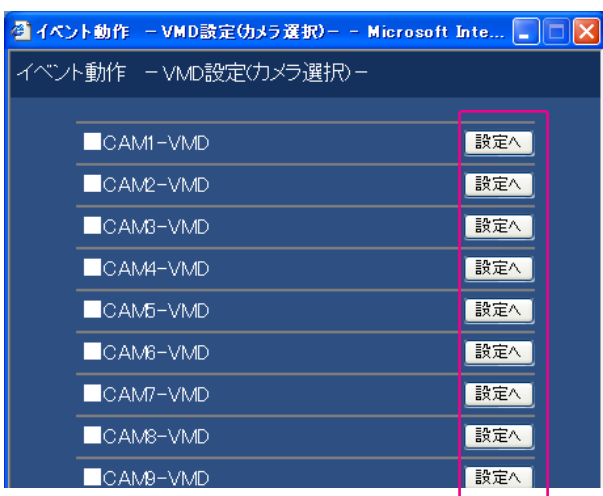 イベント動作 －VMD設定(カメラ選択)－ - Microsoft Inte...
イベント動作 －VMD設定(カメラ選択)－
■CAM1-VMD 設定へ
■CAM2-VMD 設定へ
■CAM3-VMD 設定へ
■CAM4-VMD 設定へ
■CAM5-VMD 設定へ
■CAM6-VMD 設定へ
■CAM7-VMD 設定へ
■CAM8-VMD 設定へ
■CAM9-VMD 設定へ